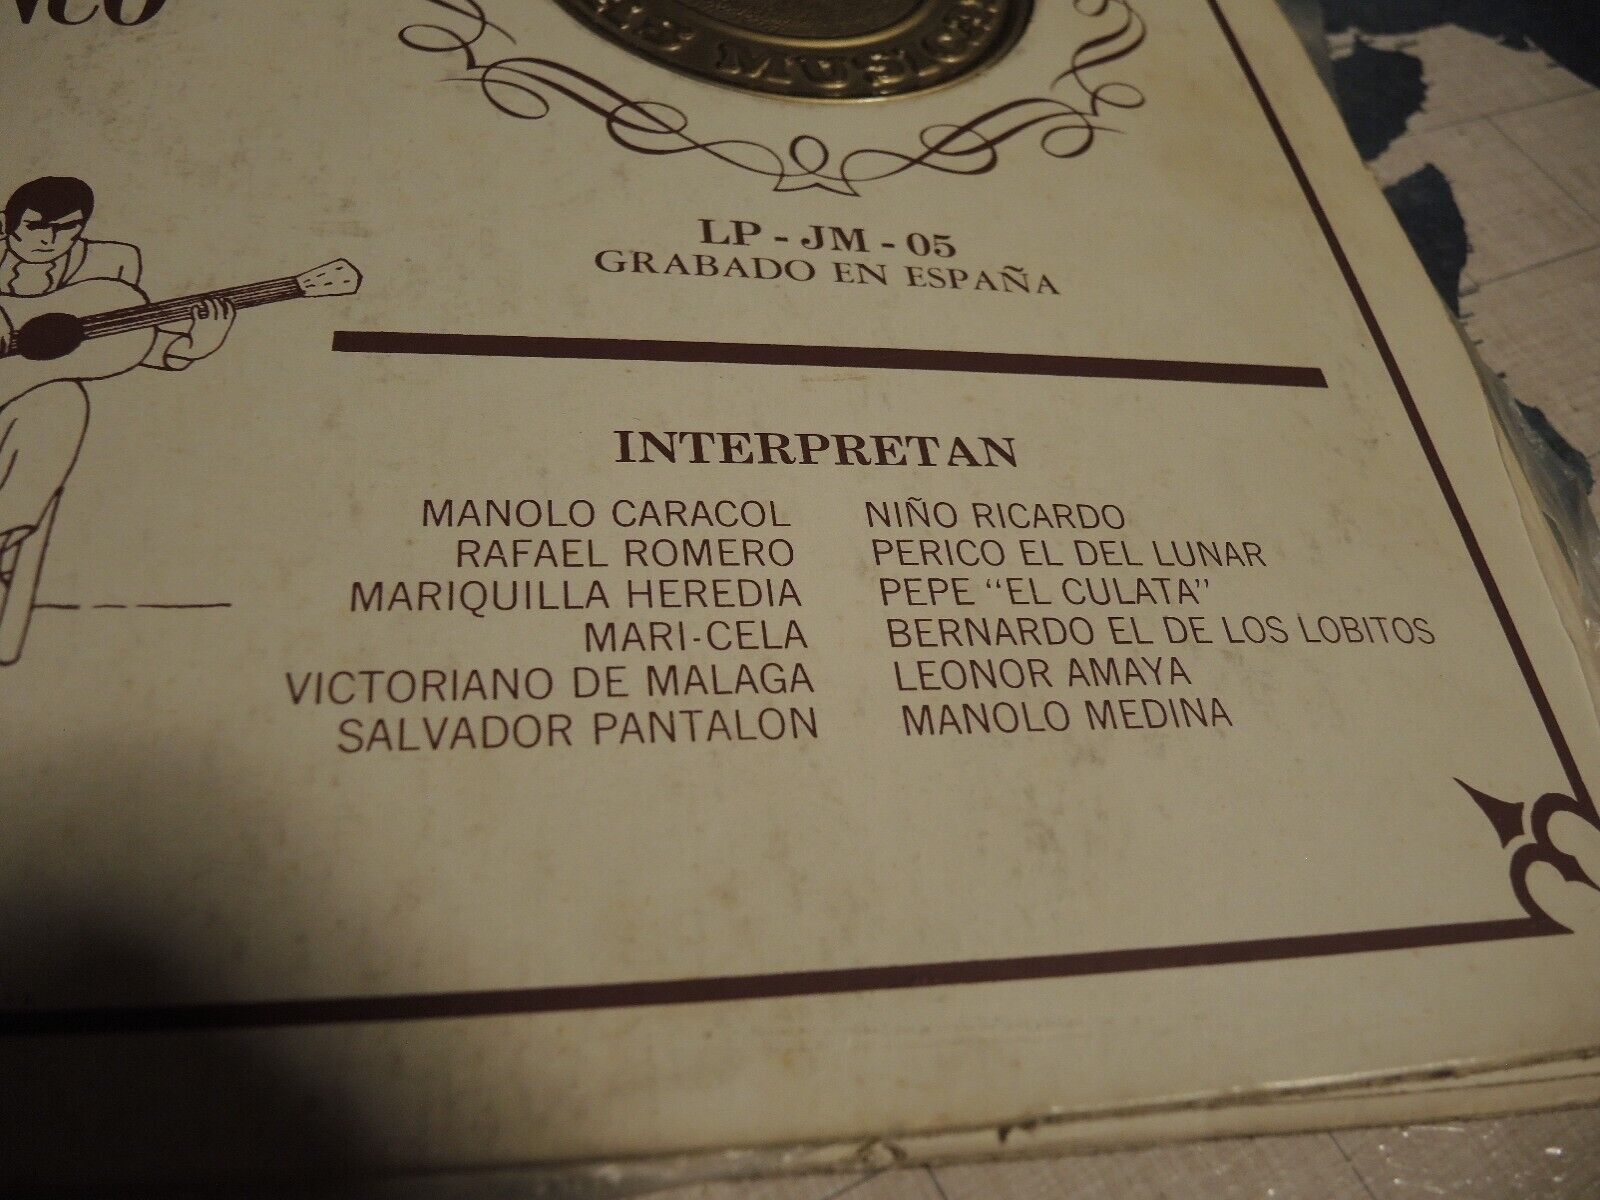 MUSIC
LP - JM - 05
GRABADO EN ESPAÑA
INTERPRETAN
MANOLO CARACOL
RAFAEL ROMERO
MARIQUILLA HEREDIA
MARI-CELA
VICTORIANO DE MALAGA
SALVADOR PANTALON
NIÑO RICARDO
PERICO EL DEL LUNAR
PEPE “EL CULATA”
BERNARDO EL DE LOS LOBITOS
LEONOR AMAYA
MANOLO MEDINA